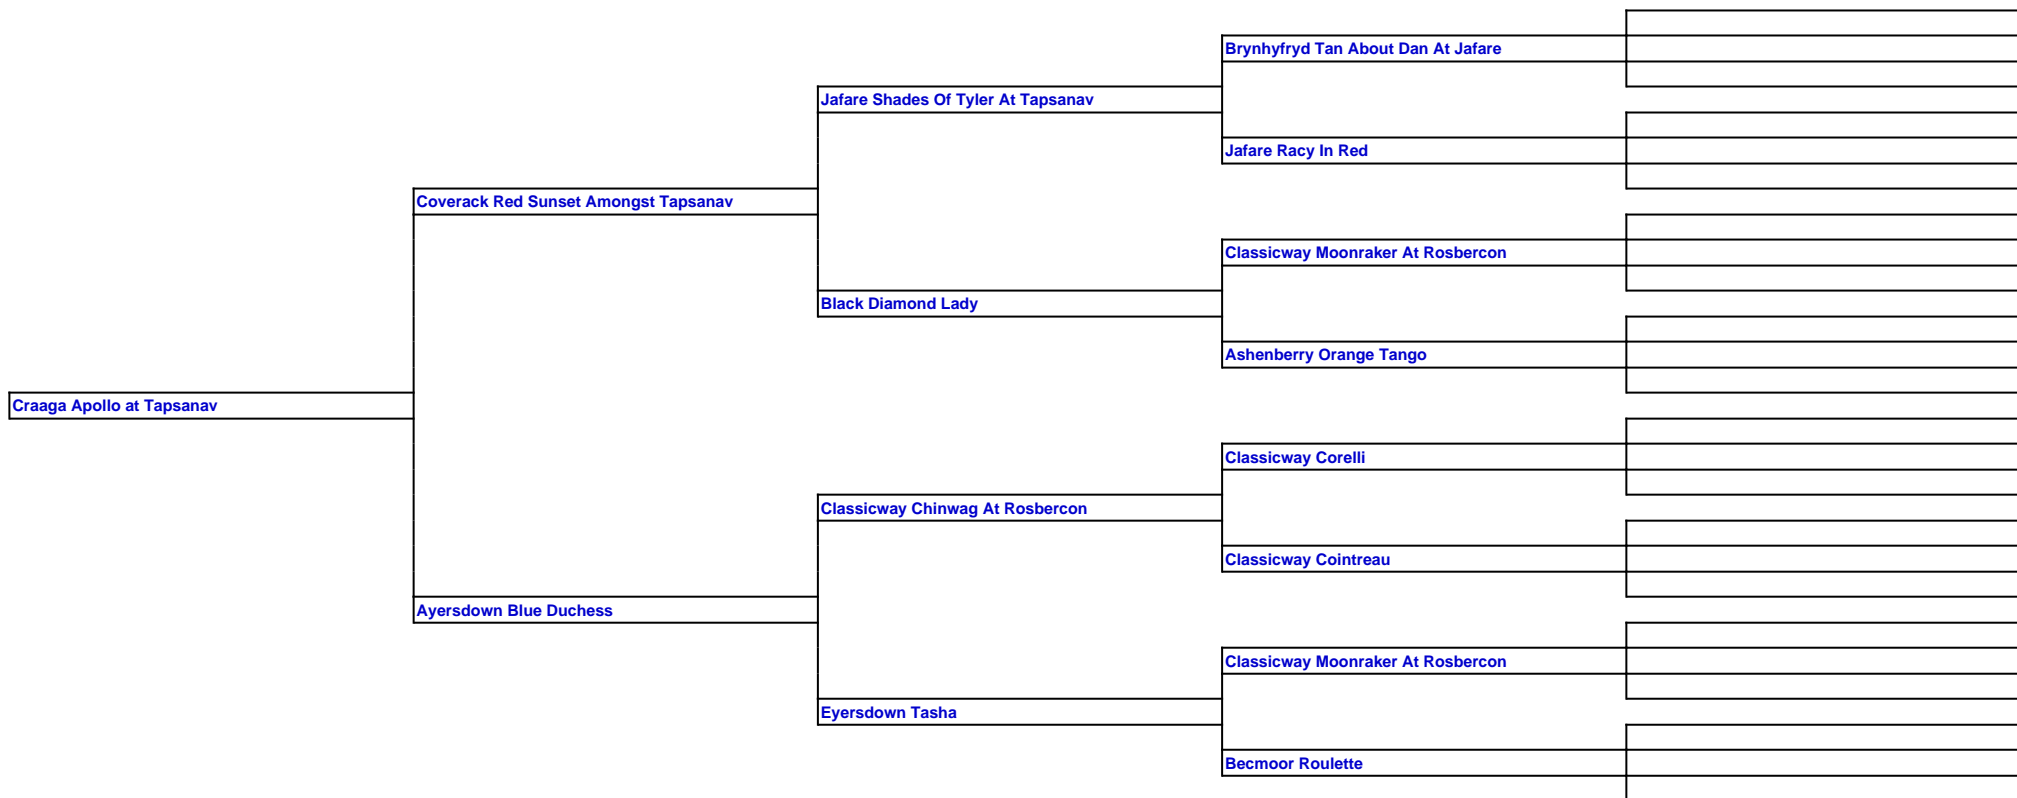 Brynhyfryd Tan About Dan At Jafare
Jafare Shades Of Tyler At Tapsanav
Jafare Racy In Red
Coverack Red Sunset Amongst Tapsanav
Classicway Moonraker At Rosbercon
Black Diamond Lady
Ashenberry Orange Tango
Craaga Apollo at Tapsanav
Classicway Corelli
Classicway Chinwag At Rosbercon
Classicway Cointreau
Ayersdown Blue Duchess
Classicway Moonraker At Rosbercon
Eyersdown Tasha
Becmoor Roulette